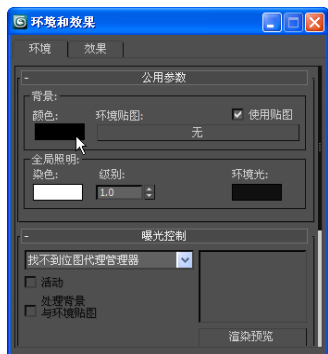 环境和效果
环境 效果
- 公用参数
背景:
颜色: 环境贴图: 使用贴图
无
全局照明:
染色: 级别: 环境光:
1.0
- 曝光控制
找不到位图代理管理器
活动
处理背景
与环境贴图
渲染预览